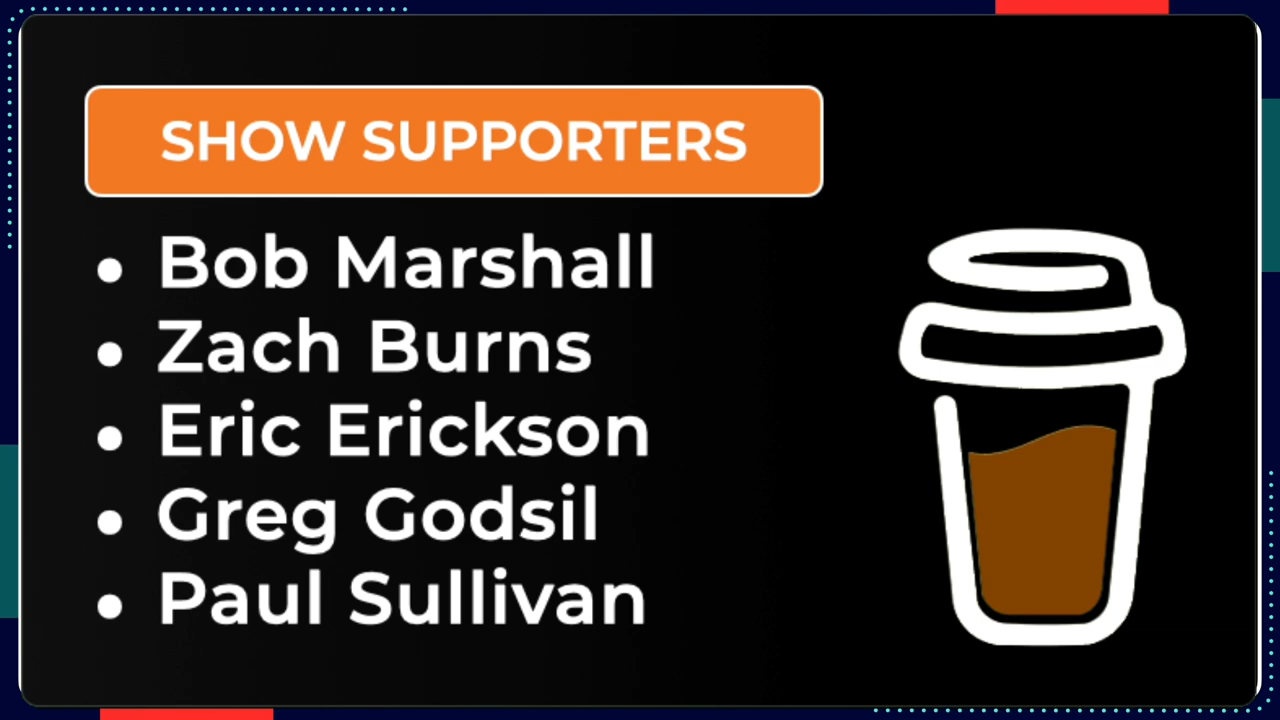 SHOW SUPPORTERS
• Bob Marshall
• Zach Burns
• Eric Erickson
• Greg Godsil
• Paul Sullivan